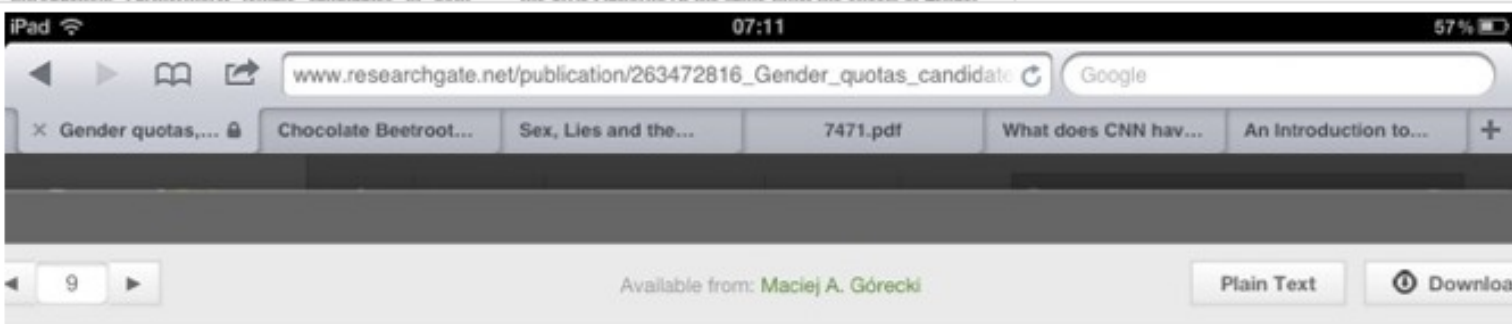 iPad 07:11 57%
www.researchgate.net/publication/263472816_Gender_quotas_candidate Google
Gender quotas,... Chocolate Beetroot... Sex, Lies and the... 7471.pdf What does CNN hav... An Introduction to...
9 Available from: Maciej A. Górecki Plain Text Downloa